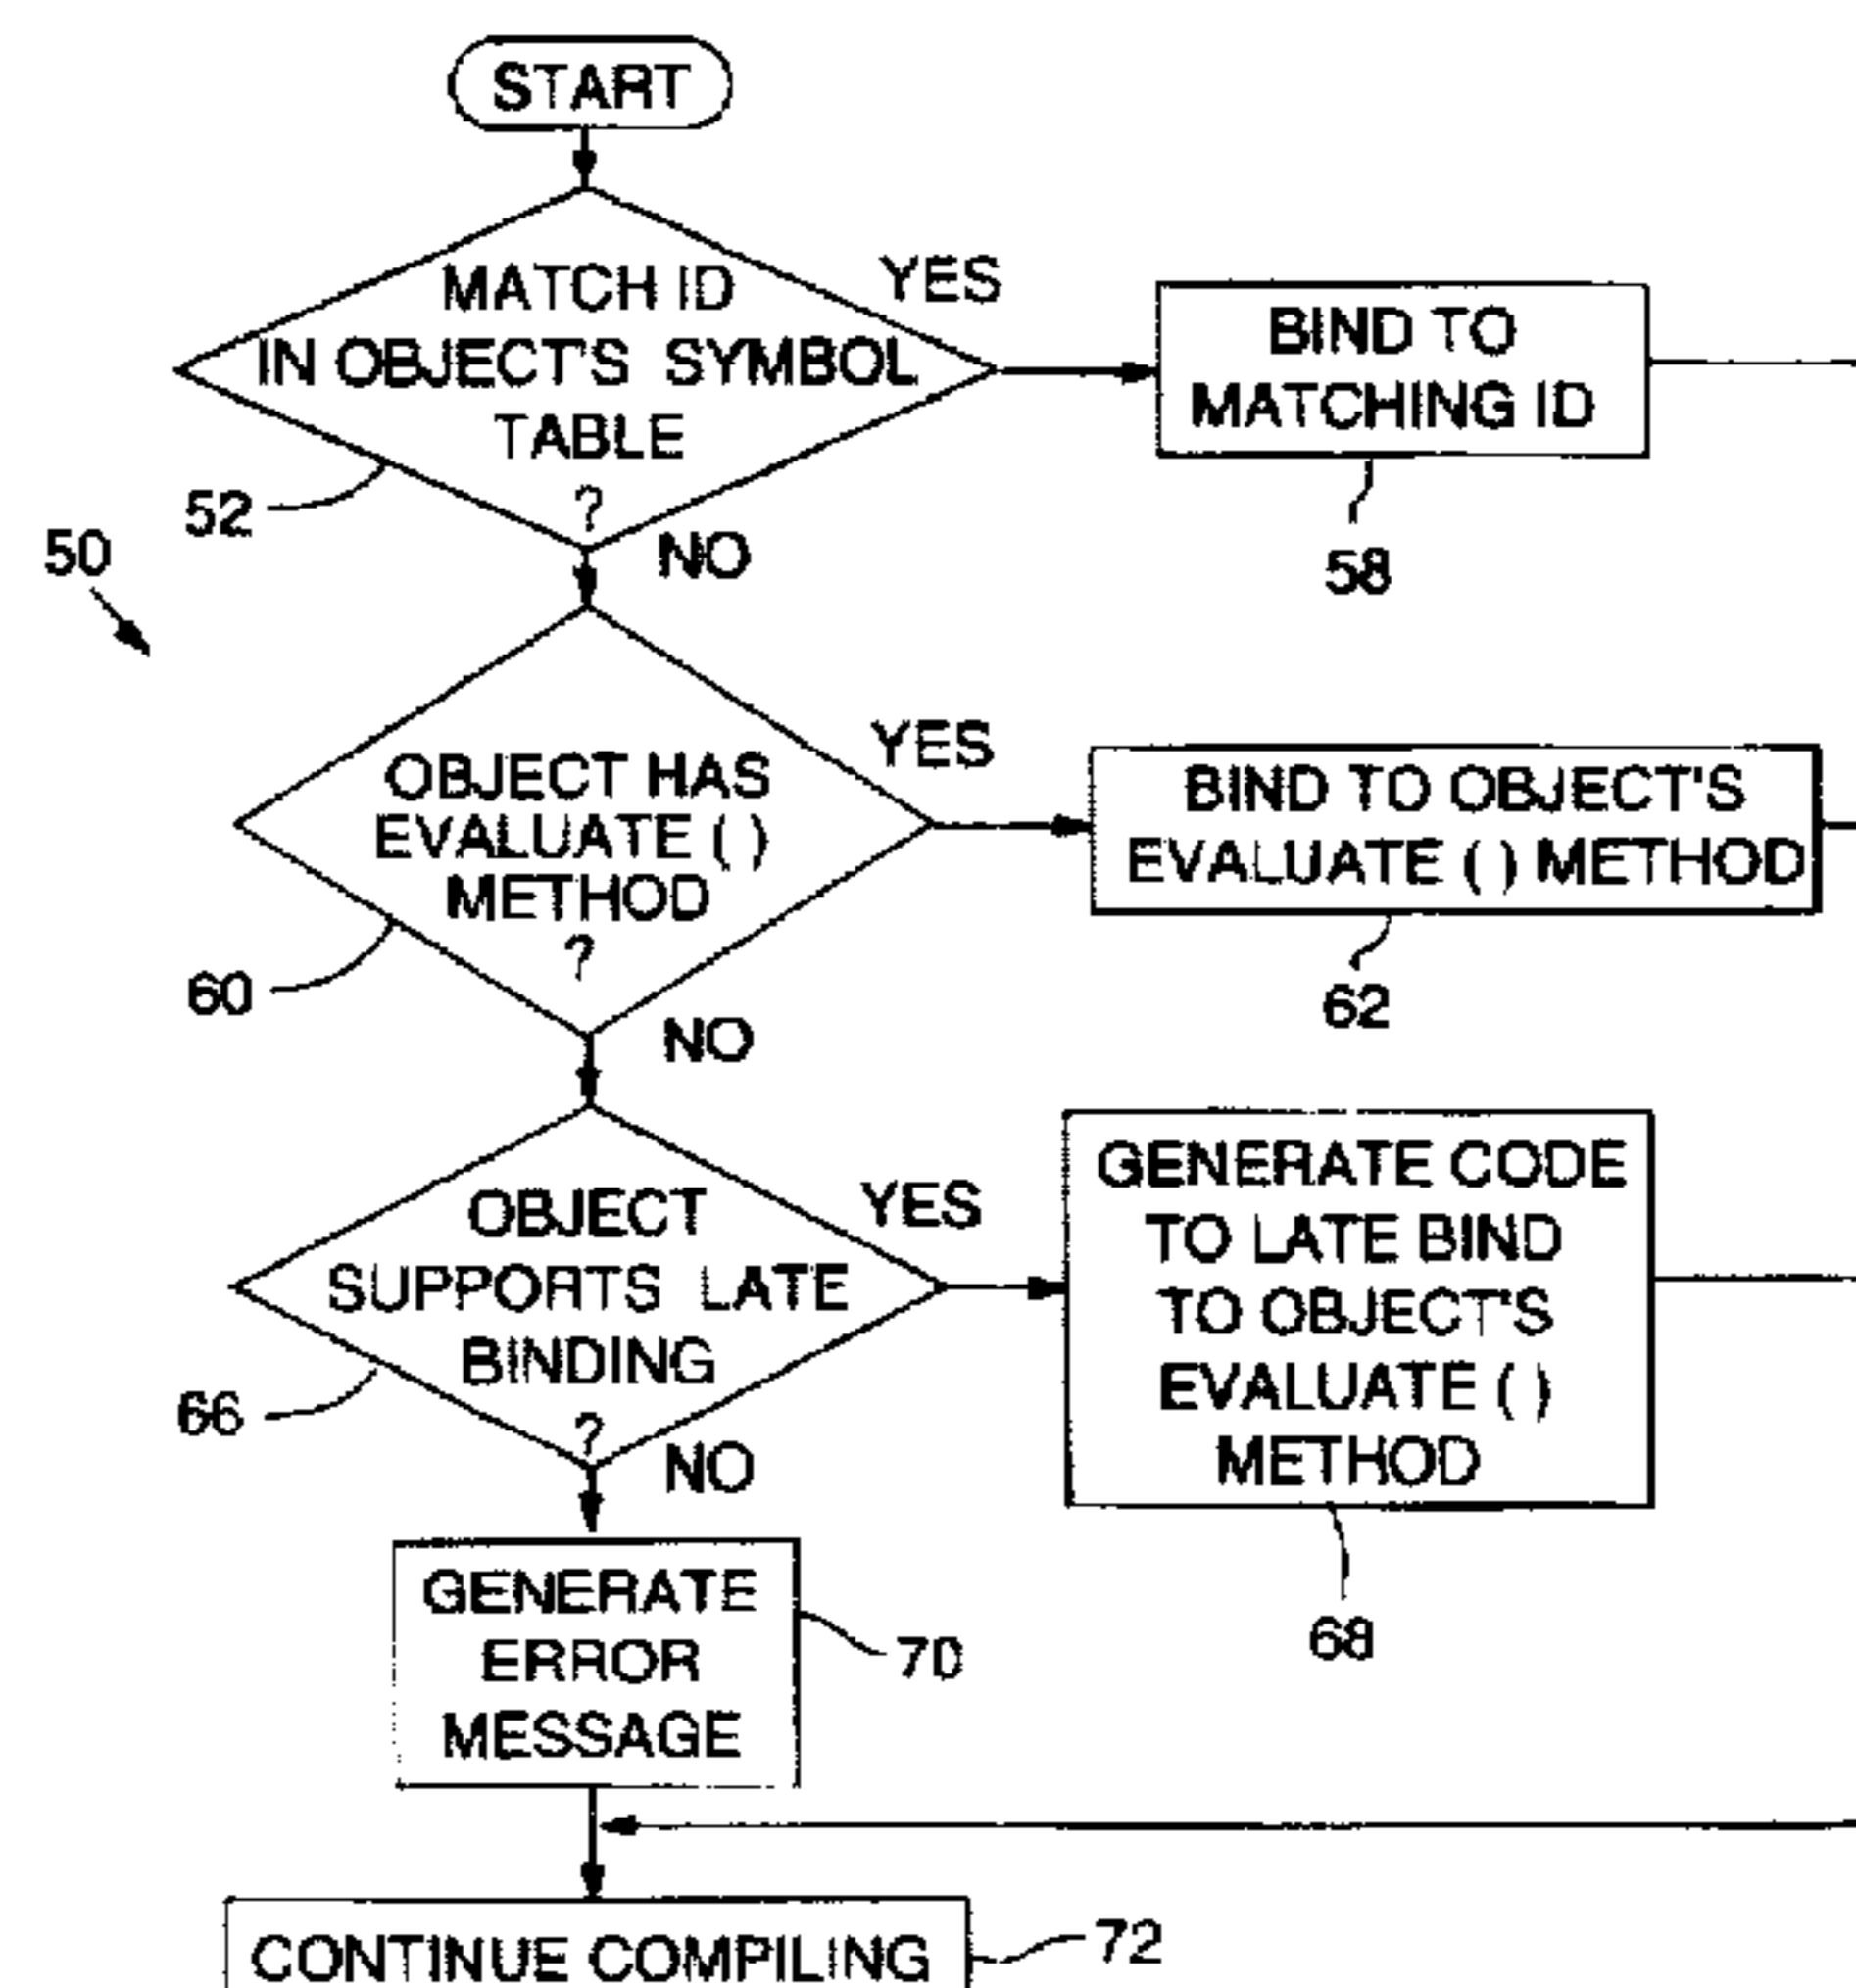 START
MATCH ID
IN OBJECT'S SYMBOL
TABLE
?
YES
BIND TO
MATCHING ID
52
NO
50
58
OBJECT HAS
EVALUATE ( )
METHOD
?
YES
BIND TO OBJECT'S
EVALUATE ( ) METHOD
60
62
NO
OBJECT
SUPPORTS LATE
BINDING
?
YES
GENERATE CODE
TO LATE BIND
TO OBJECT'S
EVALUATE ( )
METHOD
66
NO
68
GENERATE
ERROR
MESSAGE
70
CONTINUE COMPILING
72